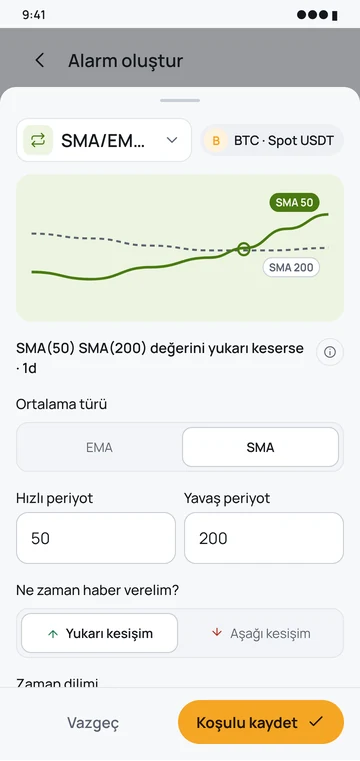 9:41
Alarm oluştur
SMA/EM...
B BTC · Spot USDT
SMA 50
SMA 200
SMA(50) SMA(200) değerini yukarı keserse
· 1d
Ortalama türü
EMA SMA
Hızlı periyot Yavaş periyot
50 200
Ne zaman haber verelim?
Yukarı kesişim Aşağı kesişim
Zaman dilimi
Vazgeç Koşulu kaydet